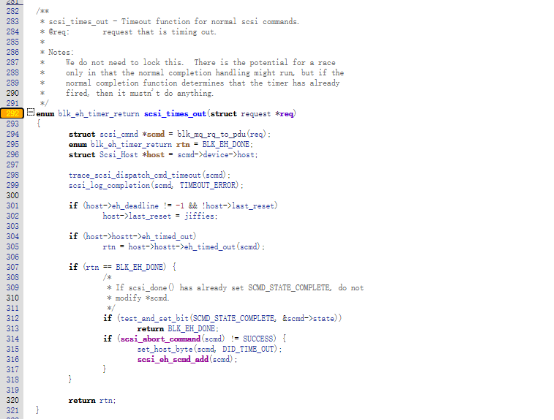 281
282 /**
283 * scsi_times_out - Timeout function for normal scsi commands.
284 * @req: request that is timing out.
285 *
286 * Notes:
287 * We do not need to lock this. There is the potential for a race
288 * only in that the normal completion handling might run, but if the
289 * normal completion function determines that the timer has already
290 * fired, then it mustn't do anything.
291 */
292 enum blk_eh_timer_return scsi_times_out(struct request *req)
293 {
294 struct scsi_cmnd *scmd = blk_mq_rq_to_pdu(req);
295 enum blk_eh_timer_return rtn = BLK_EH_DONE;
296 struct Scsi_Host *host = scmd->device->host;
297
298 trace_scsi_dispatch_cmd_timeout(scmd);
299 scsi_log_completion(scmd, TIMEOUT_ERROR);
300
301 if (host->eh_deadline != -1 && !host->last_reset)
302 host->last_reset = jiffies;
303
304 if (host->hostt->eh_timed_out)
305 rtn = host->hostt->eh_timed_out(scmd);
306
307 if (rtn == BLK_EH_DONE) {
308 /*
309 * If scsi_done() has already set SCMD_STATE_COMPLETE, do not
310 * modify *scmd.
311 */
312 if (test_and_set_bit(SCMD_STATE_COMPLETE, &scmd->state))
313 return BLK_EH_DONE;
314 if (scsi_abort_command(scmd) != SUCCESS) {
315 set_host_byte(scmd, DID_TIME_OUT);
316 scsi_eh_scmd_add(scmd);
317 }
318 }
319
320 return rtn;
321 }